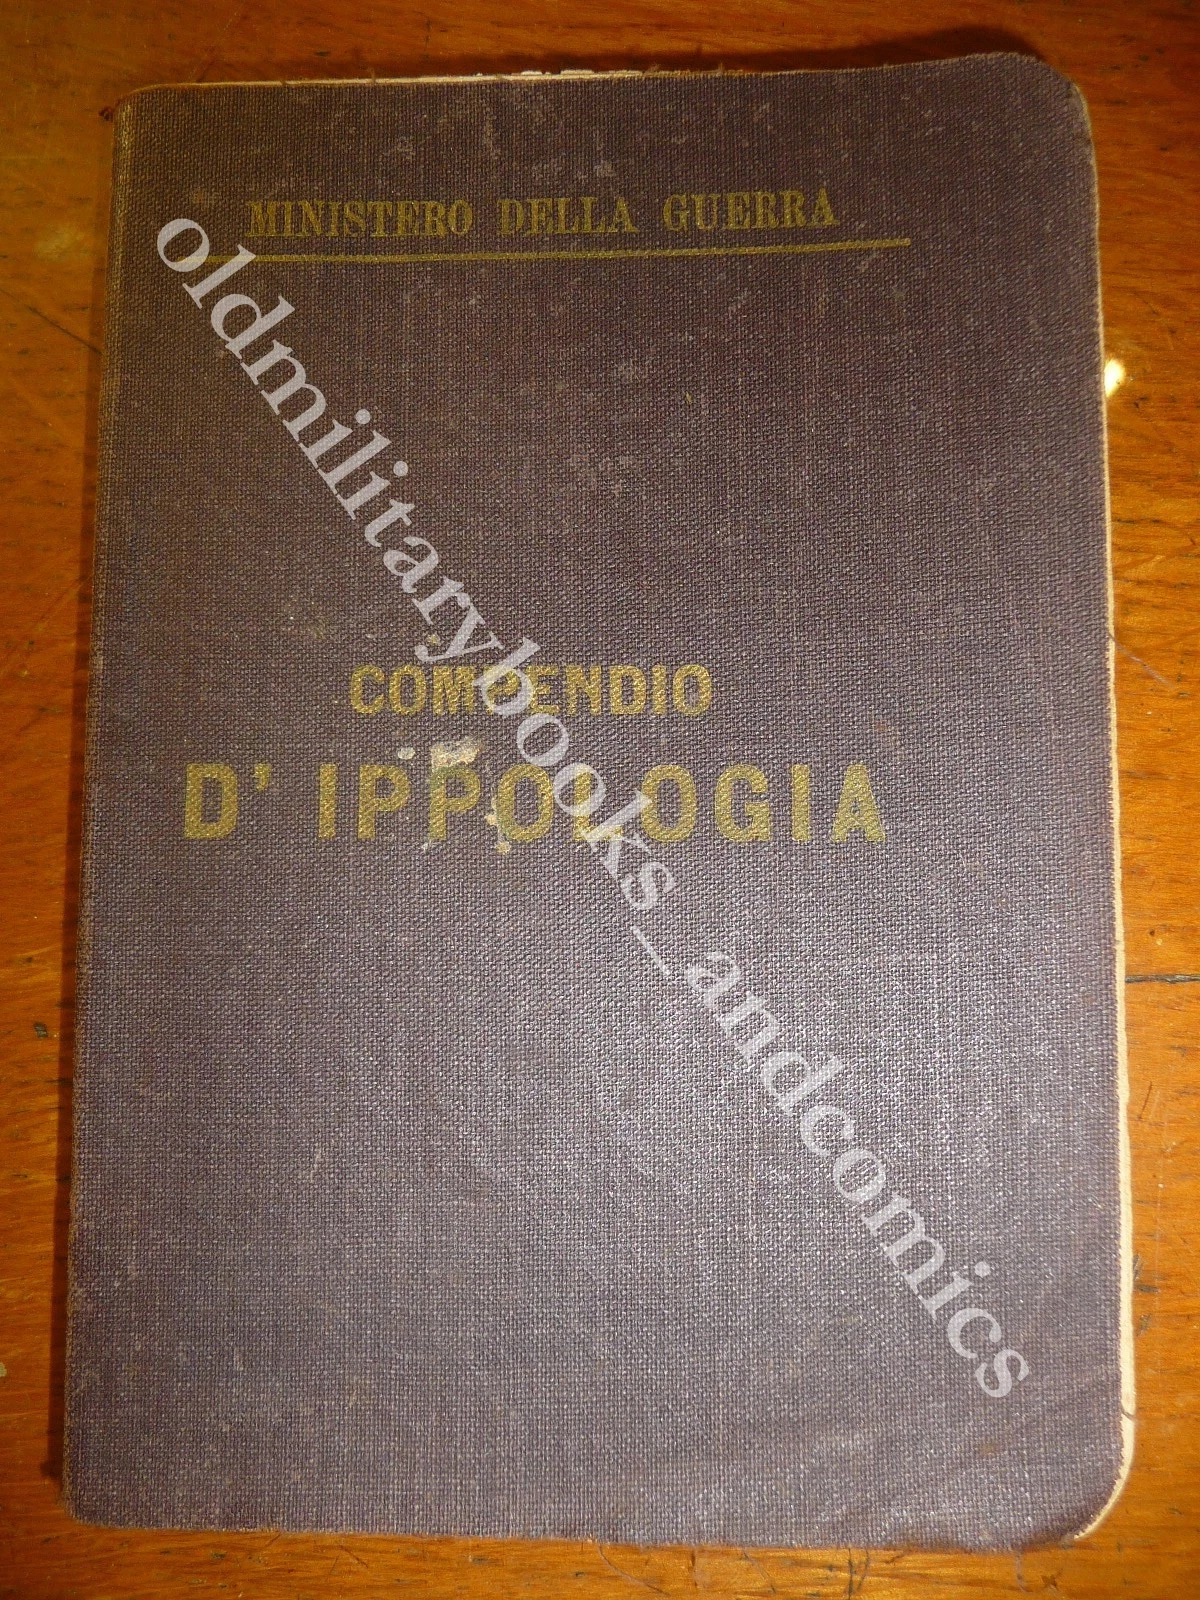 MINISTERO DELLA GUERRA
COMPENDIO
D' IPPOLOGIA
oldmilitarybooks_andcomics